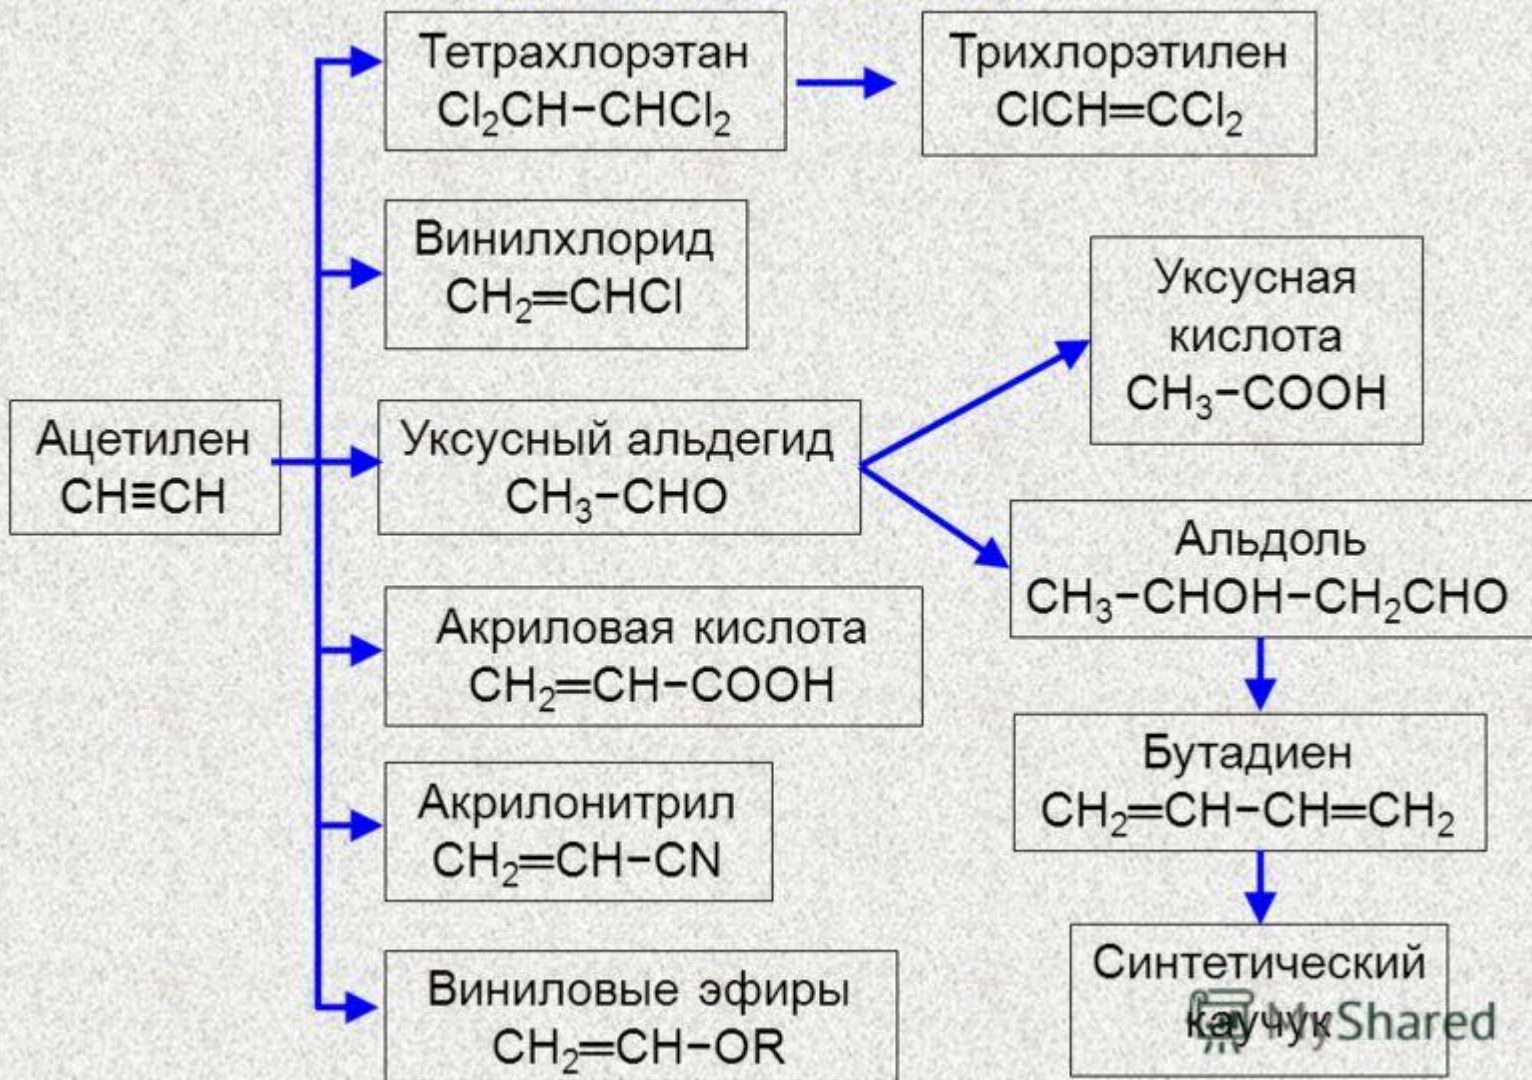 Тетрахлорэтан
Cl₂CH−CHCl₂
Трихлорэтилен
ClCH=CCl₂
Винилхлорид
CH₂=CHCl
Уксусная
кислота
CH₃−COOH
Ацетилен
CH≡CH
Уксусный альдегид
CH₃−CHO
Альдоль
CH₃−CHOH−CH₂CHO
Акриловая кислота
CH₂=CH−COOH
Бутадиен
CH₂=CH−CH=CH₂
Акрилонитрил
CH₂=CH−CN
Виниловые эфиры
CH₂=CH−OR
Синтетический
каучук
MyShared